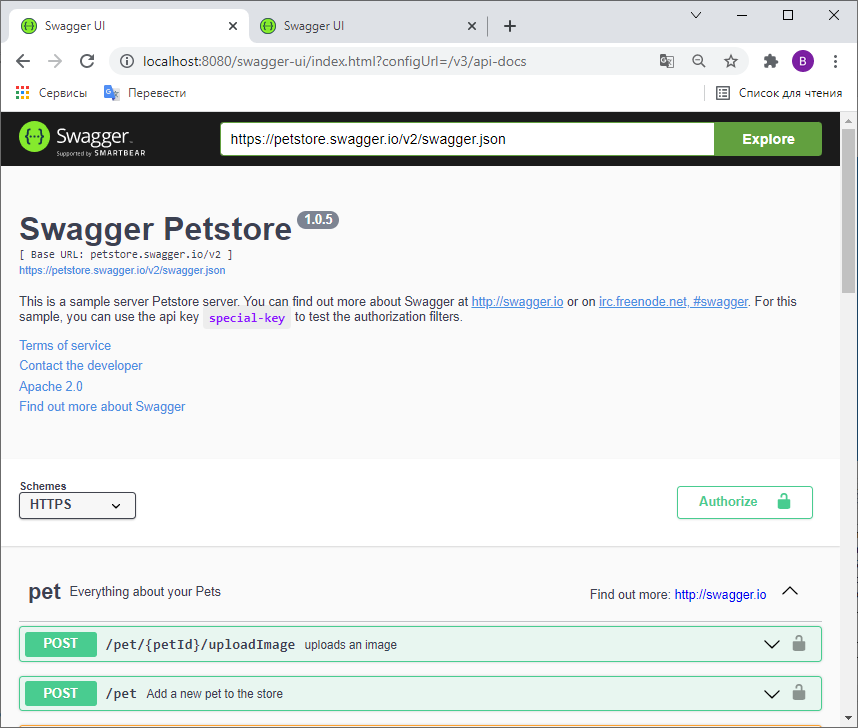 Swagger UI
Swagger UI
localhost:8080/swagger-ui/index.html?configUrl=/v3/api-docs
B
Сервисы
Перевести
Список для чтения
Swagger
Supported by SMARTBEAR
https://petstore.swagger.io/v2/swagger.json
Explore
Swagger Petstore 1.0.5
[ Base URL: petstore.swagger.io/v2 ]
https://petstore.swagger.io/v2/swagger.json
This is a sample server Petstore server. You can find out more about Swagger at http://swagger.io or on irc.freenode.net, #swagger. For this
sample, you can use the api key special-key to test the authorization filters.
Terms of service
Contact the developer
Apache 2.0
Find out more about Swagger
Schemes
HTTPS
Authorize
pet Everything about your Pets
Find out more: http://swagger.io
POST /pet/{petId}/uploadImage uploads an image
POST /pet Add a new pet to the store